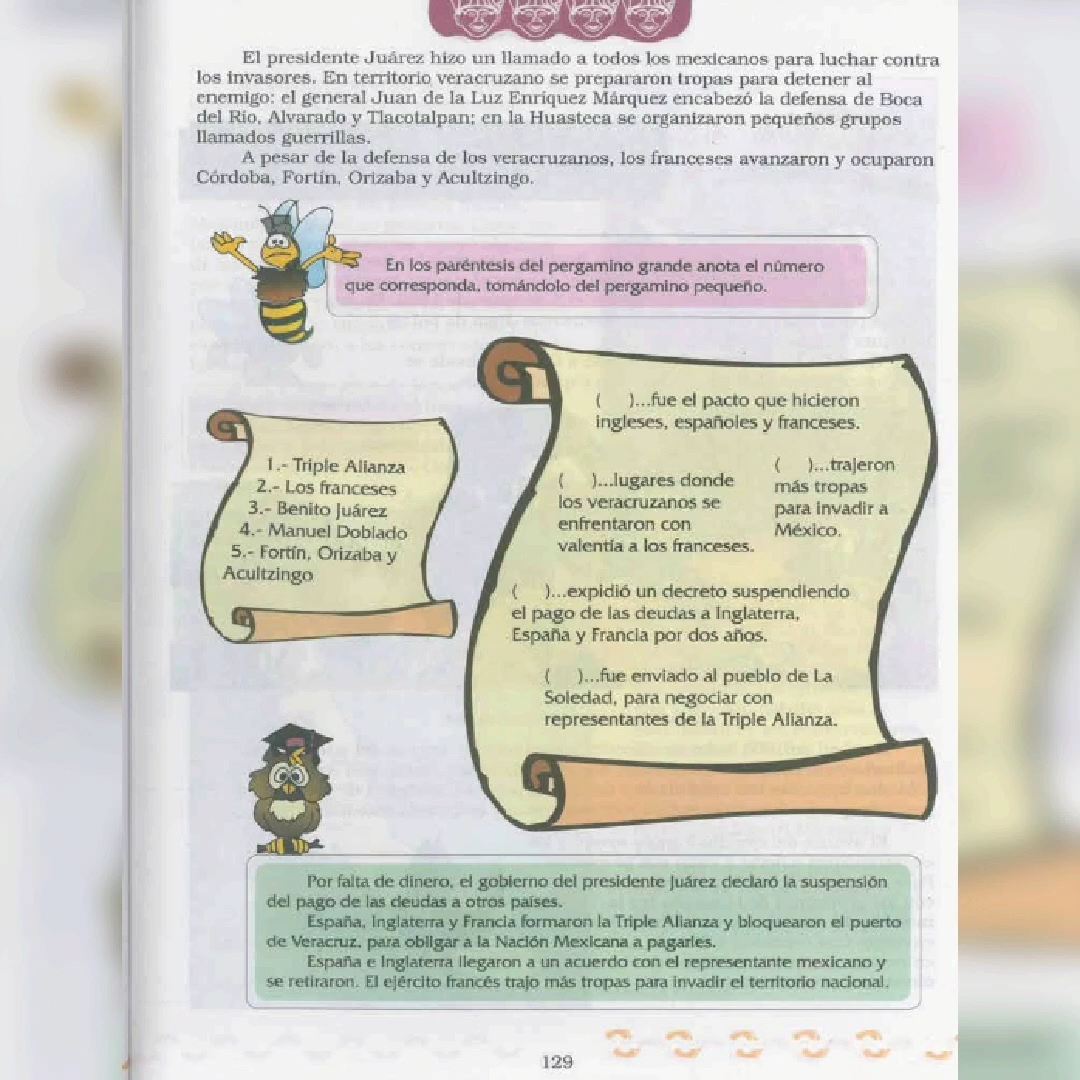 El presidente Juárez hizo un llamado a todos los mexicanos para luchar contra
los invasores. En territorio veracruzano se prepararon tropas para detener al
enemigo: el general Juan de la Luz Enríquez Márquez encabezó la defensa de Boca
del Río, Alvarado y Tlacotalpan; en la Huasteca se organizaron pequeños grupos
llamados guerrillas.
A pesar de la defensa de los veracruzanos, los franceses avanzaron y ocuparon
Córdoba, Fortín, Orizaba y Acultzingo.
En los paréntesis del pergamino grande anota el número
que corresponda, tomándolo del pergamino pequeño.
1.- Triple Alianza
2.- Los franceses
3.- Benito Juárez
4.- Manuel Doblado
5.- Fortín, Orizaba y
Acultzingo
( )...fue el pacto que hicieron
ingleses, españoles y franceses.
( )...lugares donde
los veracruzanos se
enfrentaron con
valentía a los franceses.
( )...trajeron
más tropas
para invadir a
México.
( )...expidió un decreto suspendiendo
el pago de las deudas a Inglaterra,
España y Francia por dos años.
( )...fue enviado al pueblo de La
Soledad, para negociar con
representantes de la Triple Alianza.
Por falta de dinero, el gobierno del presidente Juárez declaró la suspensión
del pago de las deudas a otros países.
España, Inglaterra y Francia formaron la Triple Alianza y bloquearon el puerto
de Veracruz, para obligar a la Nación Mexicana a pagarles.
España e Inglaterra llegaron a un acuerdo con el representante mexicano y
se retiraron. El ejército francés trajo más tropas para invadir el territorio nacional.
129